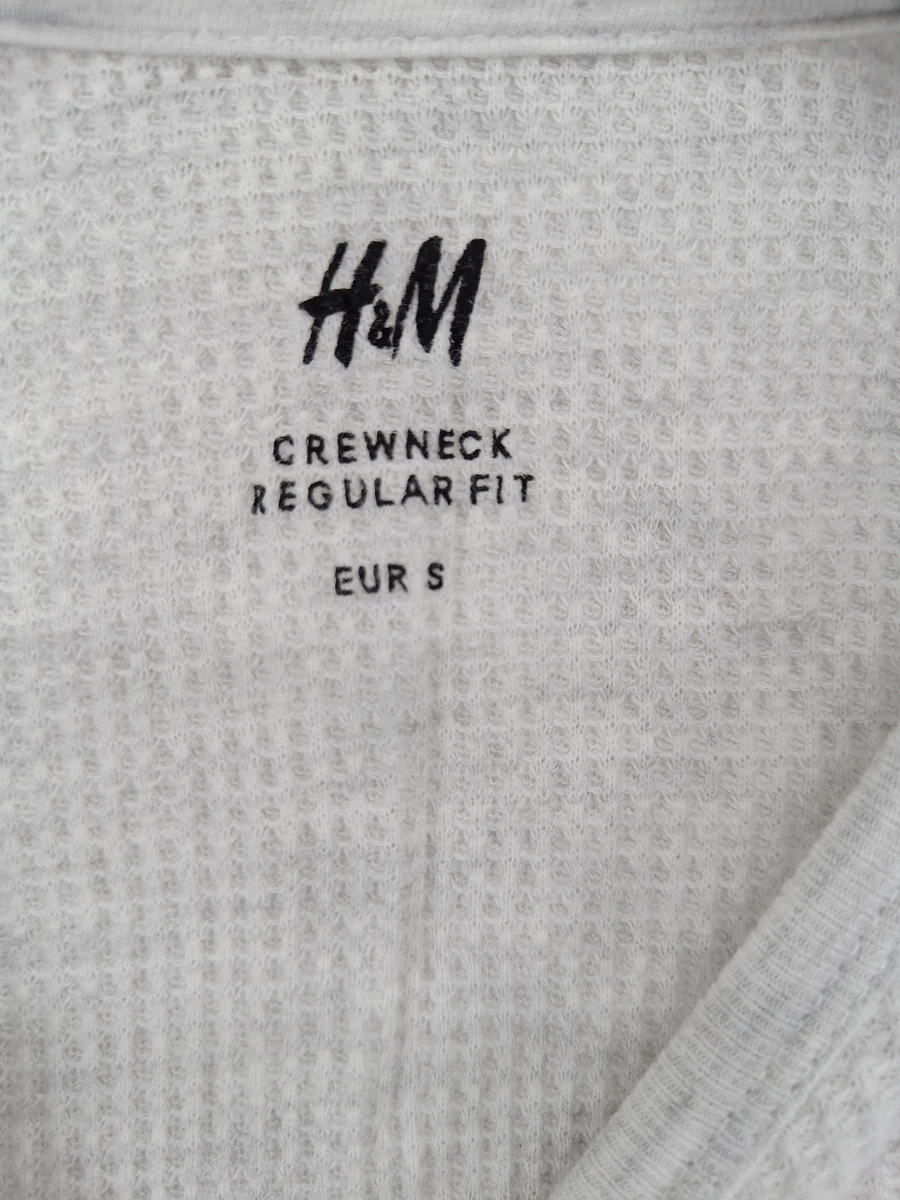 H&M
CREWNECK
REGULAR FIT
EUR S